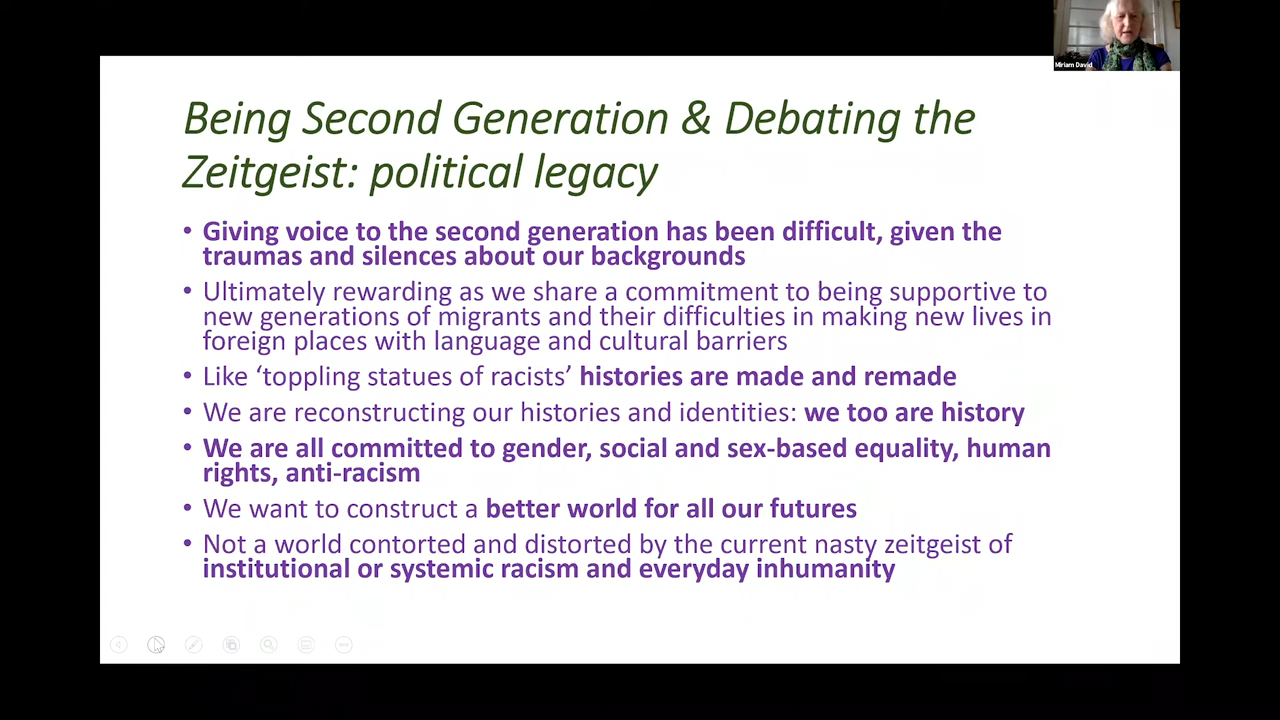 Miriam David
Being Second Generation & Debating the
Zeitgeist: political legacy
• Giving voice to the second generation has been difficult, given the
traumas and silences about our backgrounds
• Ultimately rewarding as we share a commitment to being supportive to
new generations of migrants and their difficulties in making new lives in
foreign places with language and cultural barriers
• Like ‘toppling statues of racists’ histories are made and remade
• We are reconstructing our histories and identities: we too are history
• We are all committed to gender, social and sex-based equality, human
rights, anti-racism
• We want to construct a better world for all our futures
• Not a world contorted and distorted by the current nasty zeitgeist of
institutional or systemic racism and everyday inhumanity